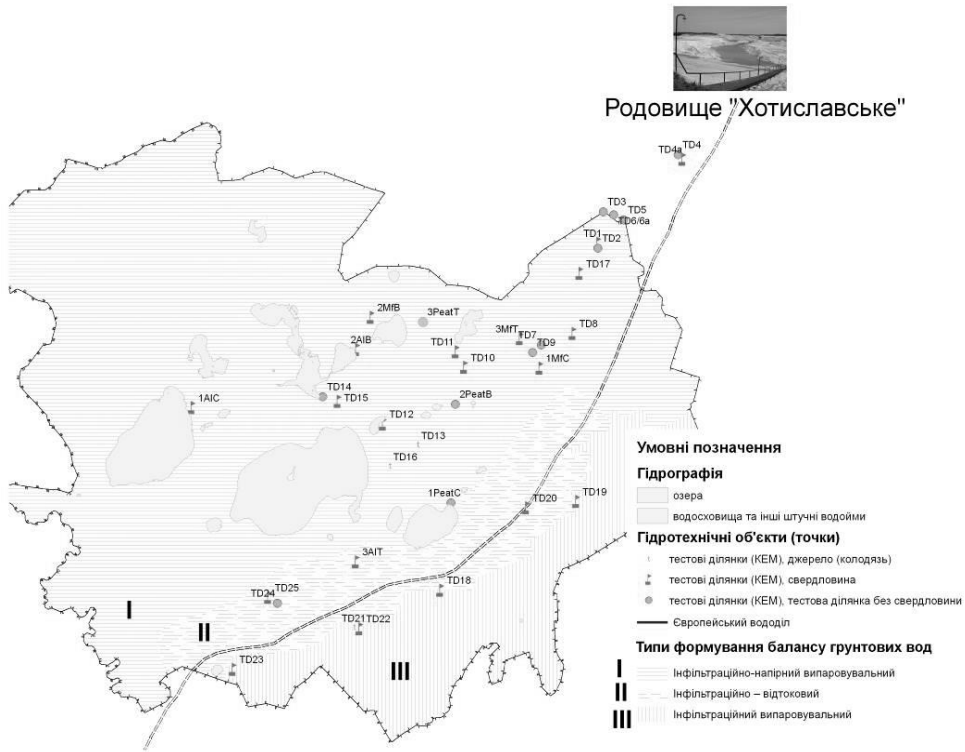 Родовище "Хотиславське"
TD4
TD4a
TD3
TD5
TD6/6a
TD1
TD2
TD17
2MfB
3PeatT
3MfT
TD7
TD8
TD9
2AIB
TD11
TD10
1MfC
TD14
TD15
1AIC
2PeatB
TD12
TD13
TD16
1PeatC
TD20
TD19
3AIT
TD18
TD24
TD25
TD21
TD22
TD23
I
II
III
Умовні позначення
Гідрографія
озера
водосховища та інші штучні водойми
Гідротехнічні об'єкти (точки)
тестові ділянки (КЕМ), джерело (колодязь)
тестові ділянки (КЕМ), свердловина
тестові ділянки (КЕМ), тестова ділянка без свердловини
Європейський вододіл
Типи формування балансу грунтових вод
I Інфільтраційно-напірний випаровувальний
II Інфільтраційно – відтоковий
III Інфільтраційний випаровувальний